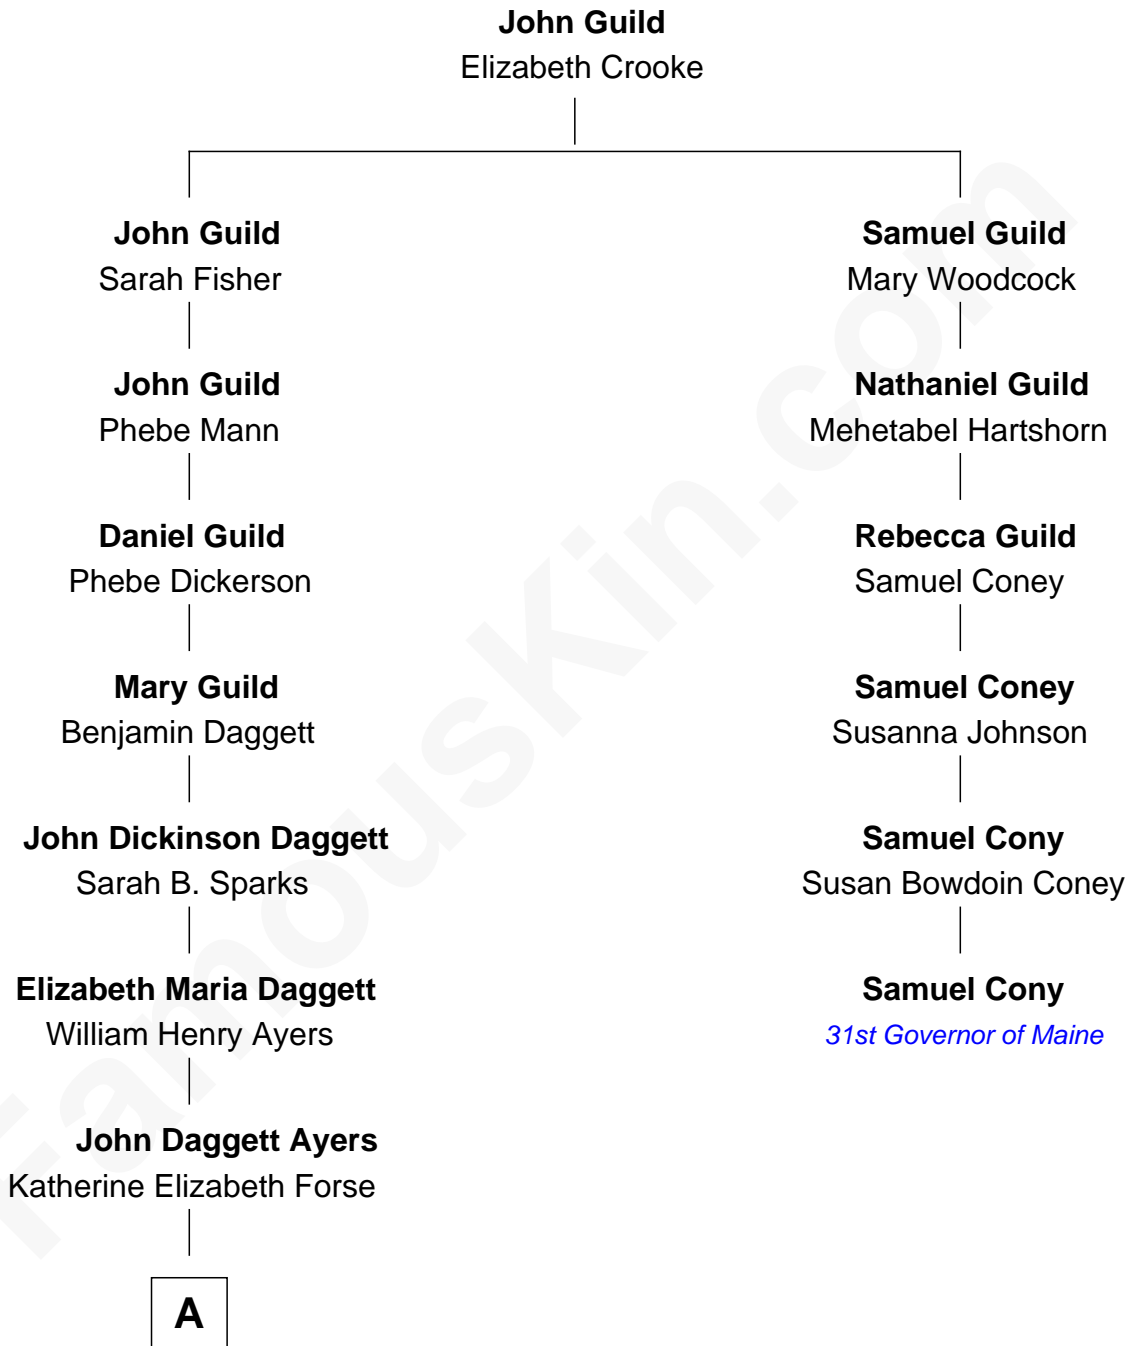 John Guild
Elizabeth Crooke
John Guild
Sarah Fisher
Samuel Guild
Mary Woodcock
John Guild
Phebe Mann
Nathaniel Guild
Mehetabel Hartshorn
Daniel Guild
Phebe Dickerson
Rebecca Guild
Samuel Coney
Mary Guild
Benjamin Daggett
Samuel Coney
Susanna Johnson
John Dickinson Daggett
Sarah B. Sparks
Samuel Cony
Susan Bowdoin Coney
Elizabeth Maria Daggett
William Henry Ayers
Samuel Cony
31st Governor of Maine
John Daggett Ayers
Katherine Elizabeth Forse
A
FamousKin.com